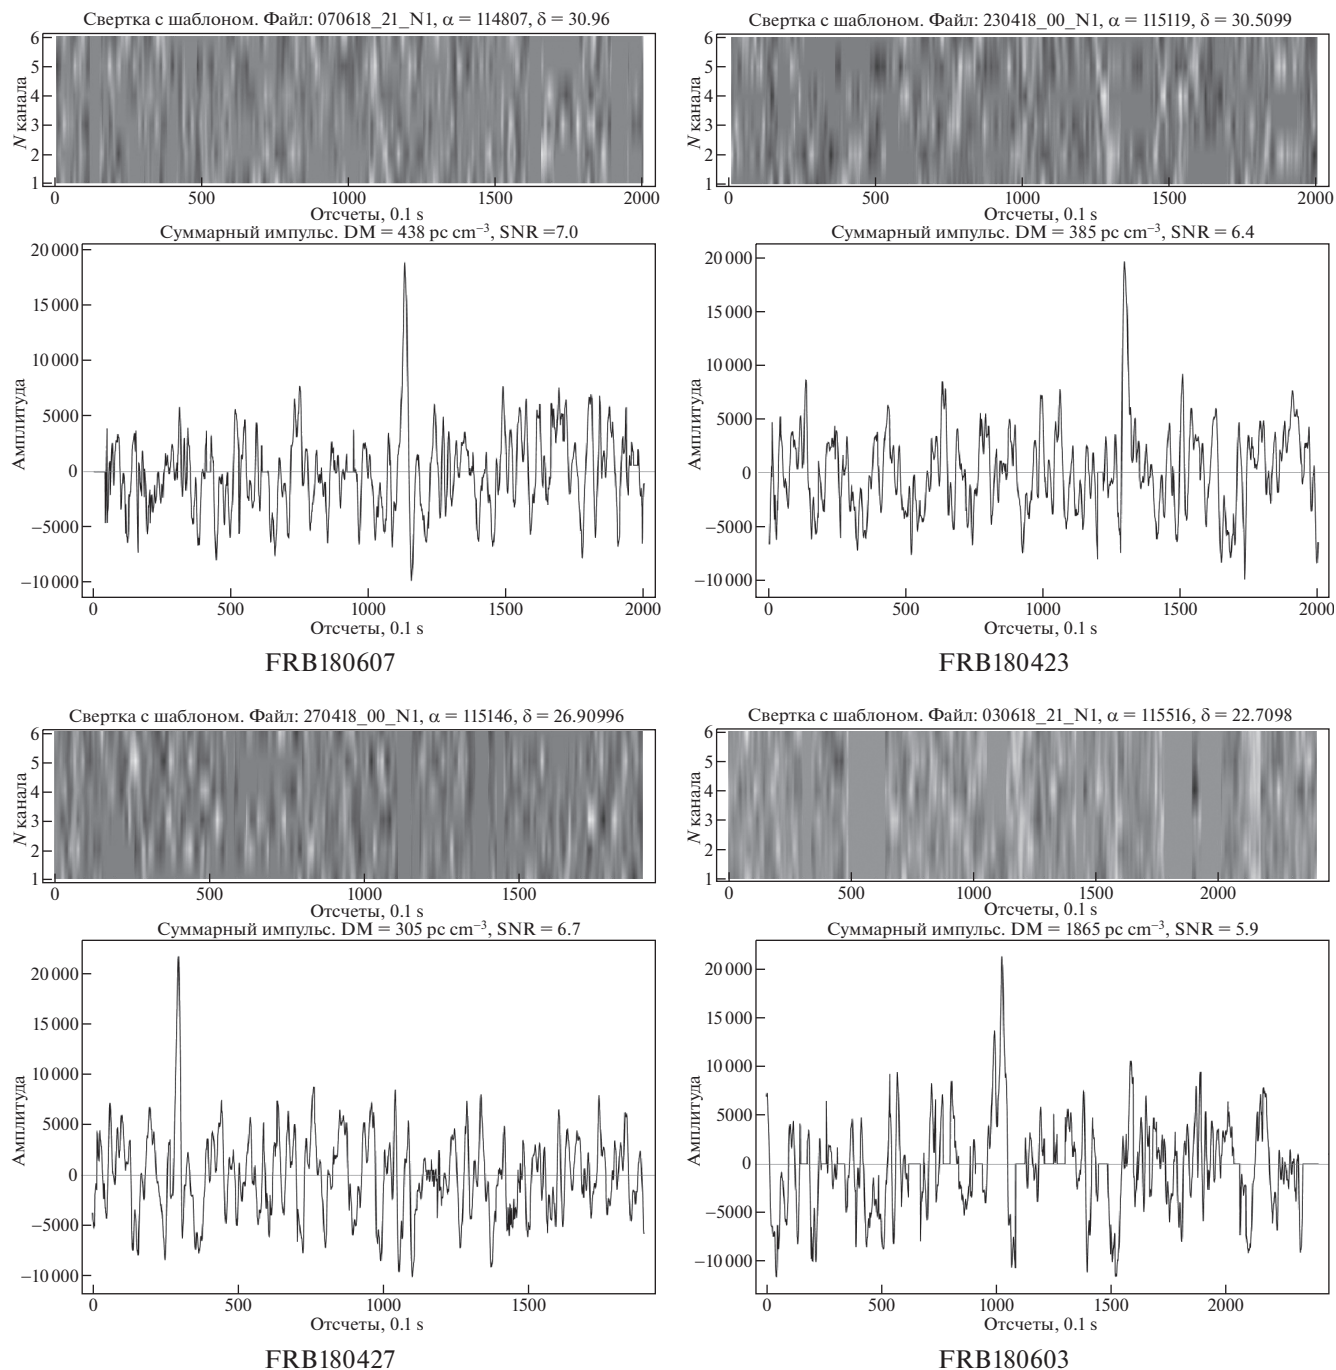 Свертка с шаблоном. Файл: 070618_21_N1, α = 114807, δ = 30.96
N канала
6
5
4
3
2
1
0 500 1000 1500 2000
Отсчеты, 0.1 s
Суммарный импульс. DM = 438 pc cm⁻³, SNR =7.0
Амплитуда
20 000
15 000
10 000
5000
0
−5000
−10 000
0 500 1000 1500 2000
Отсчеты, 0.1 s
FRB180607
Свертка с шаблоном. Файл: 230418_00_N1, α = 115119, δ = 30.5099
N канала
6
5
4
3
2
1
0 500 1000 1500 2000
Отсчеты, 0.1 s
Суммарный импульс. DM = 385 pc cm⁻³, SNR = 6.4
Амплитуда
20 000
15 000
10 000
5000
0
−5000
−10 000
0 500 1000 1500 2000
Отсчеты, 0.1 s
FRB180423
Свертка с шаблоном. Файл: 270418_00_N1, α = 115146, δ = 26.90996
N канала
6
5
4
3
2
1
0 500 1000 1500
Отсчеты, 0.1 s
Суммарный импульс. DM = 305 pc cm⁻³, SNR = 6.7
Амплитуда
20 000
15 000
10 000
5000
0
−5000
−10 000
0 500 1000 1500
Отсчеты, 0.1 s
FRB180427
Свертка с шаблоном. Файл: 030618_21_N1, α = 115516, δ = 22.7098
N канала
6
5
4
3
2
1
0 500 1000 1500 2000
Отсчеты, 0.1 s
Суммарный импульс. DM = 1865 pc cm⁻³, SNR = 5.9
Амплитуда
20 000
15 000
10 000
5000
0
−5000
−10 000
0 500 1000 1500 2000
Отсчеты, 0.1 s
FRB180603